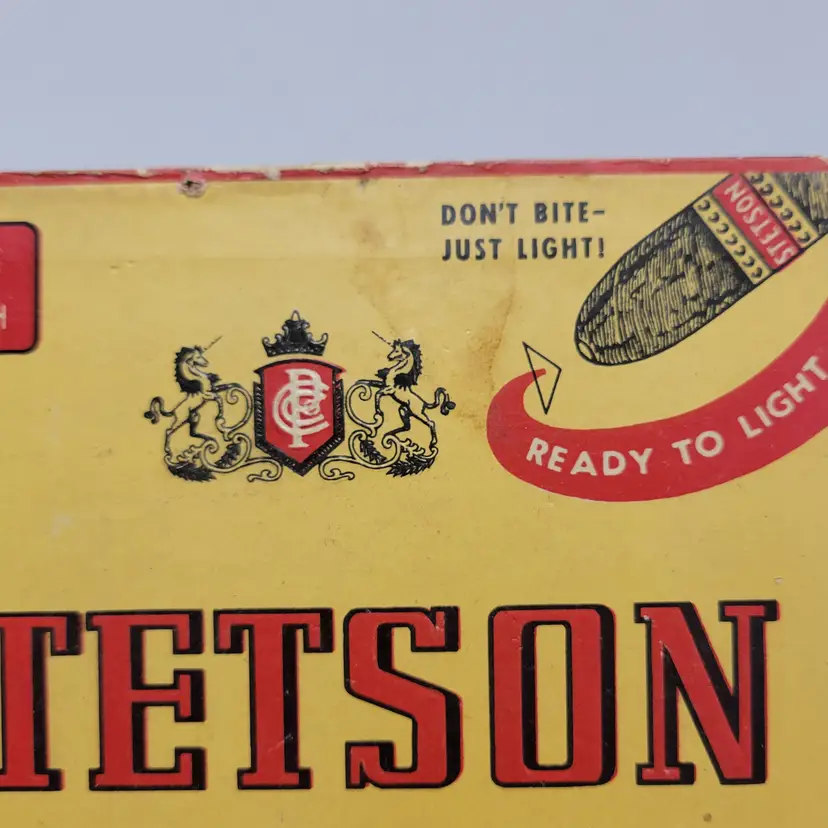 DON'T BITE–
JUST LIGHT!
STETSON
READY TO LIGHT
TETSON